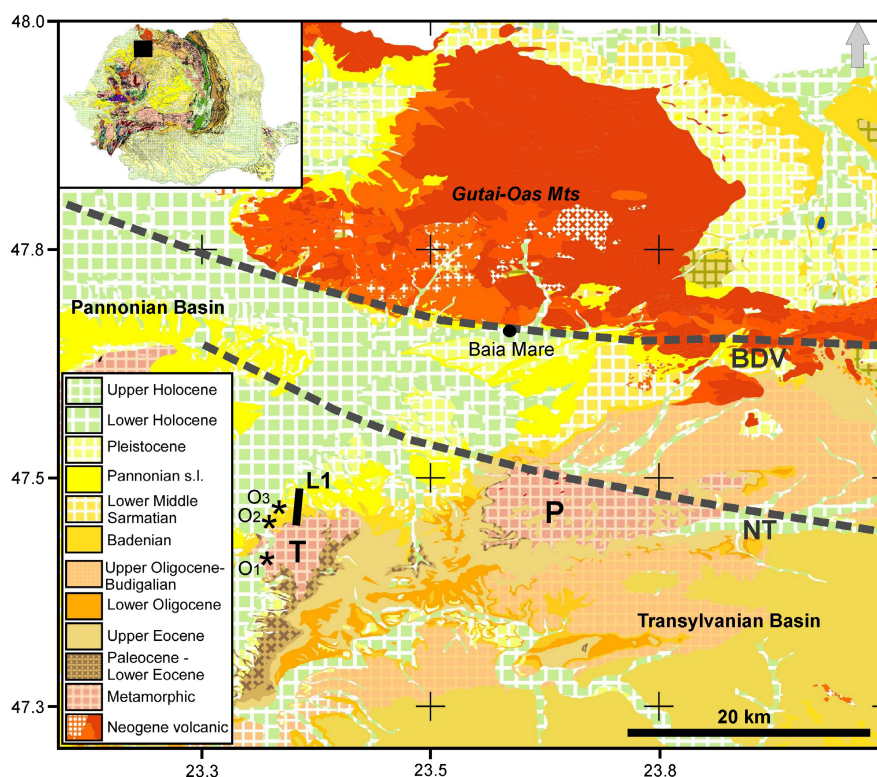 48.0
Gutai-Oas Mts
47.8
Pannonian Basin
Baia Mare
BDV
Upper Holocene
Lower Holocene
Pleistocene
Pannonian s.l.
Lower Middle
Sarmatian
Badenian
Upper Oligocene-
Budigalian
Lower Oligocene
Upper Eocene
Paleocene -
Lower Eocene
Metamorphic
Neogene volcanic
47.5
L1
O3
O2
O1
T
P
NT
Transylvanian Basin
47.3
20 km
23.3
23.5
23.8